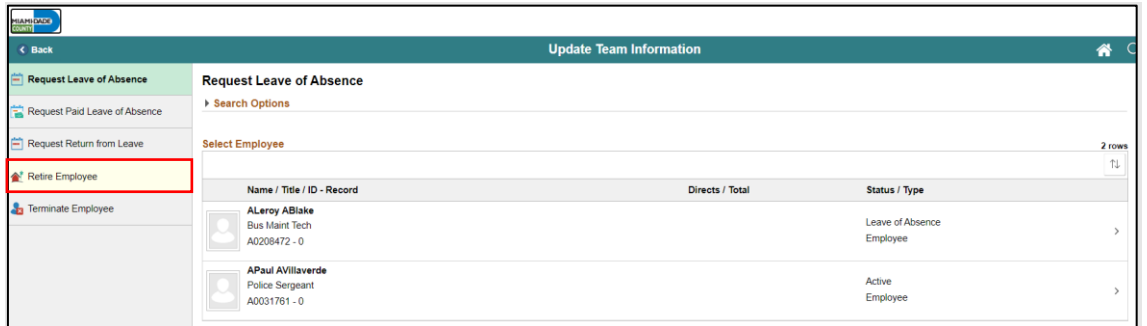 MIAMI-DADE
COUNTY
Back
Update Team Information
Request Leave of Absence
Request Paid Leave of Absence
Request Return from Leave
Retire Employee
Terminate Employee
Request Leave of Absence
Search Options
Select Employee
2 rows
Name / Title / ID - Record Directs / Total Status / Type
ALeroy ABlake
Bus Maint Tech
A0208472 - 0
Leave of Absence
Employee
APaul AVillaverde
Police Sergeant
A0031761 - 0
Active
Employee